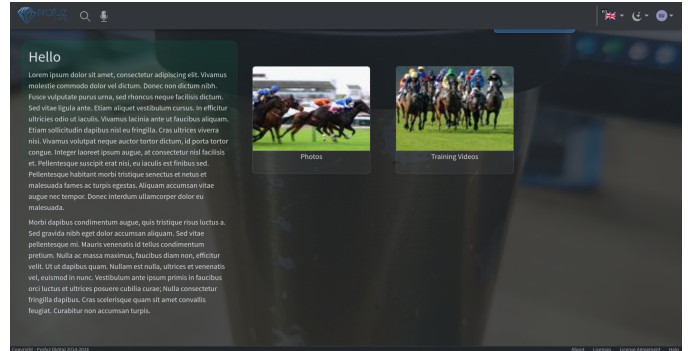 PROFUZ
Hello
Lorem ipsum dolor sit amet, consectetur adipiscing elit. Vivamus
molestie commodo dolor vel dictum. Donec non dictum nibh.
Fusce vulputate purus urna, sed rhoncus neque facilisis dictum.
Sed vitae ligula ante. Etiam aliquet vestibulum cursus. In efficitur
ultricies odio ut iaculis. Vivamus lacinia ante ut faucibus aliquam.
Etiam sollicitudin dapibus nisl eu fringilla. Cras ultrices viverra
nisi. Vivamus volutpat neque auctor tortor dictum, id porta tortor
congue. Integer laoreet ipsum augue, at consectetur nisl facilisis
et. Pellentesque suscipit erat nisi, eu iaculis est finibus sed.
Pellentesque habitant morbi tristique senectus et netus et
malesuada fames ac turpis egestas. Aliquam accumsan vitae
augue nec tempor. Donec interdum ullamcorper dolor eu
malesuada.
Morbi dapibus condimentum augue, quis tristique risus luctus a.
Sed gravida nibh eget dolor accumsan aliquam. Sed vitae
pellentesque mi. Mauris venenatis id tellus condimentum
pretium. Nulla ac massa maximus, faucibus diam non, efficitur
velit. Ut ut dapibus quam. Nullam est nulla, ultrices et venenatis
vel, euismod in nunc. Vestibulum ante ipsum primis in faucibus
orci luctus et ultrices posuere cubilia curae; Nulla consectetur
fringilla dapibus. Cras scelerisque quam sit amet convallis
feugiat. Curabitur non accumsan turpis.
Photos
Training Videos
Copyright - Profuz Digital 2014-2024
About Licenses License Agreement Help